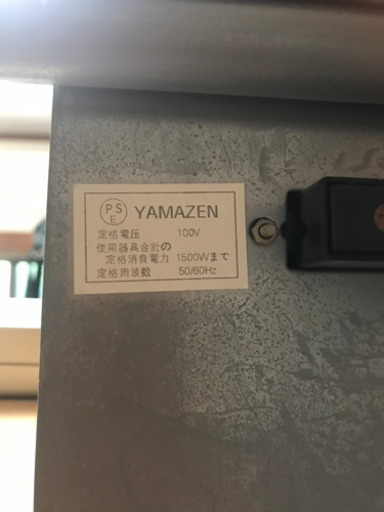 PSE YAMAZEN
定格電圧 100V
使用器具合計の
定格消費電力 1500Wまで
定格周波数 50/60Hz